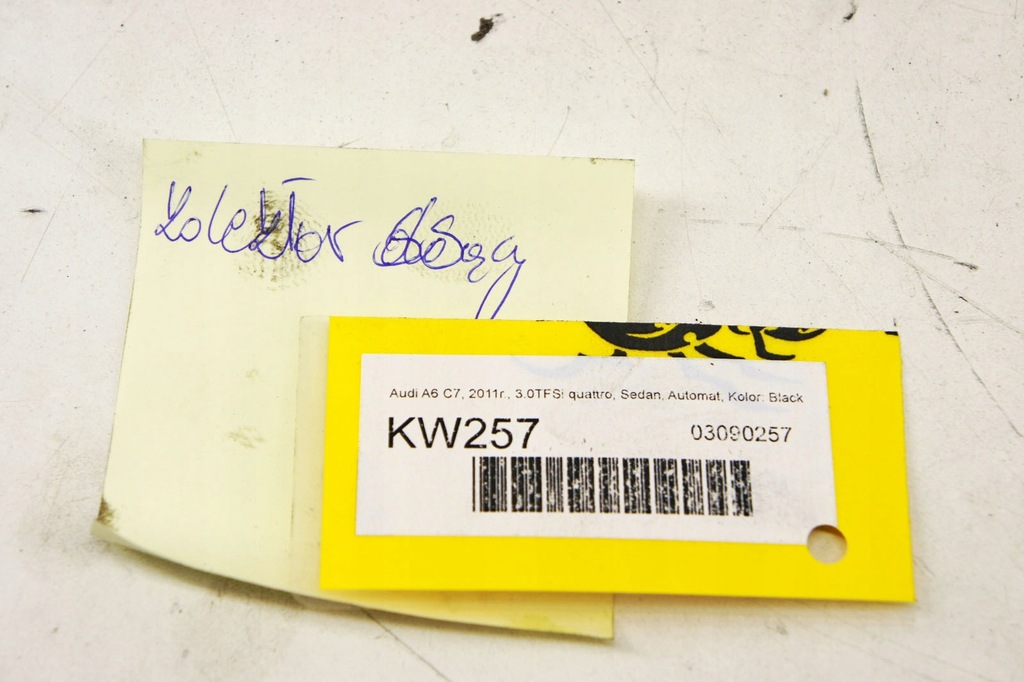 Kolektor ssący
Audi A6 C7, 2011r., 3.0TFSi quattro, Sedan, Automat, Kolor: Black
KW257
03090257